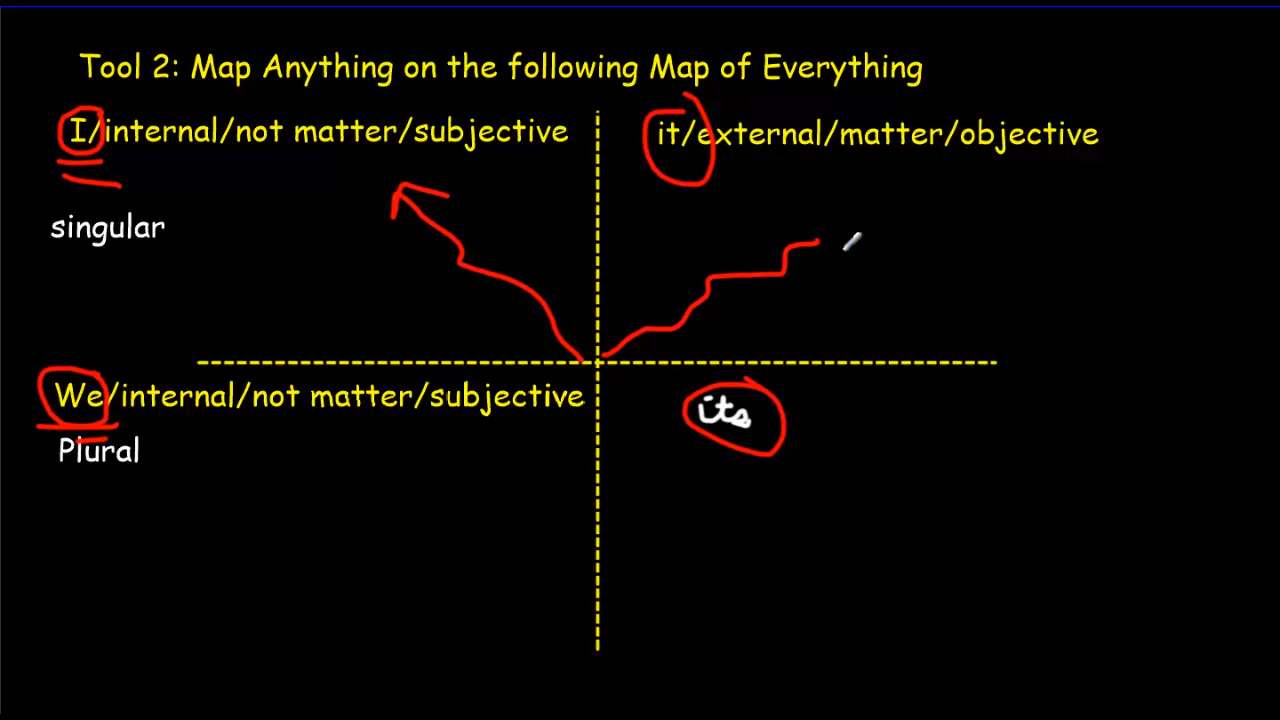 Tool 2: Map Anything on the following Map of Everything
I/internal/not matter/subjective
it/external/matter/objective
singular
We/internal/not matter/subjective
its
Plural